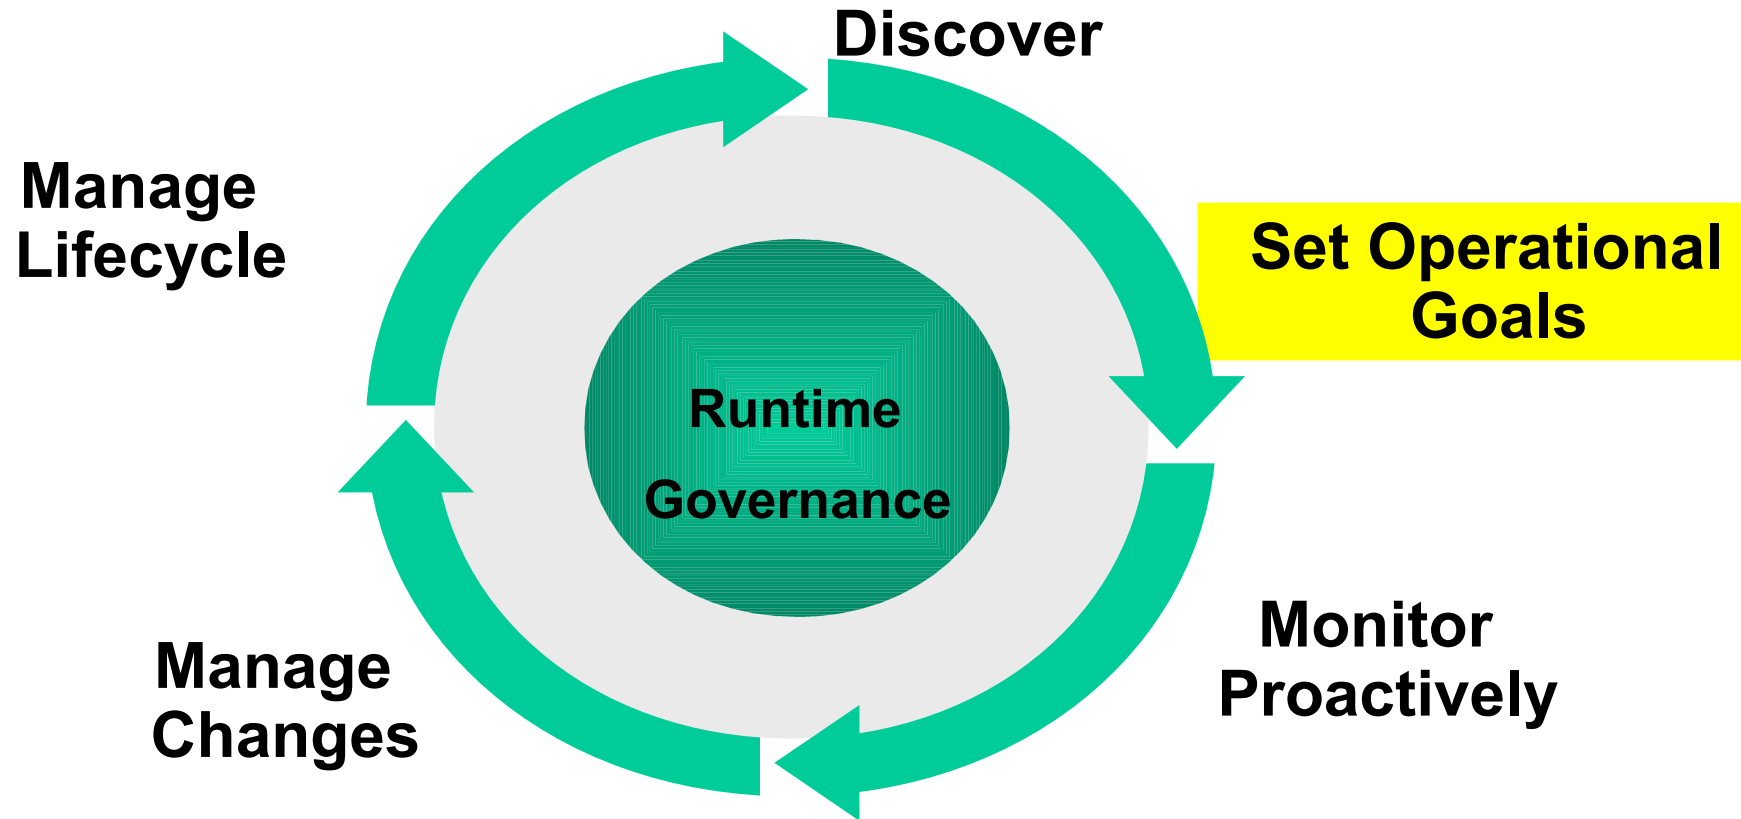 Discover
Set Operational
Goals
Monitor
Proactively
Manage
Changes
Manage
Lifecycle
Runtime
Governance